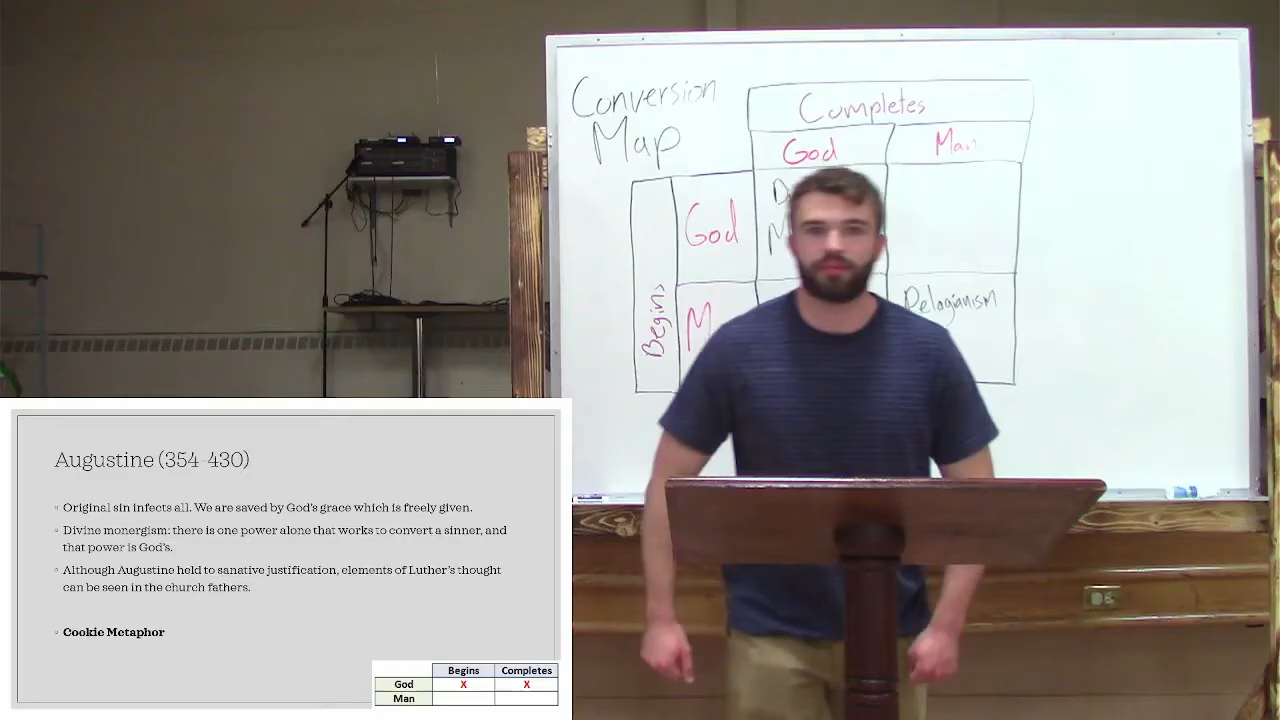 Conversion
Map
Completes
God
Man
God
Begins
Pelagianism
Augustine (354-430)
Original sin infects all. We are saved by God's grace which is freely given.
Divine monergism: there is one power alone that works to convert a sinner, and
that power is God's.
Although Augustine held to sanative justification, elements of Luther's thought
can be seen in the church fathers.
Cookie Metaphor
Begins Completes
God X X
Man